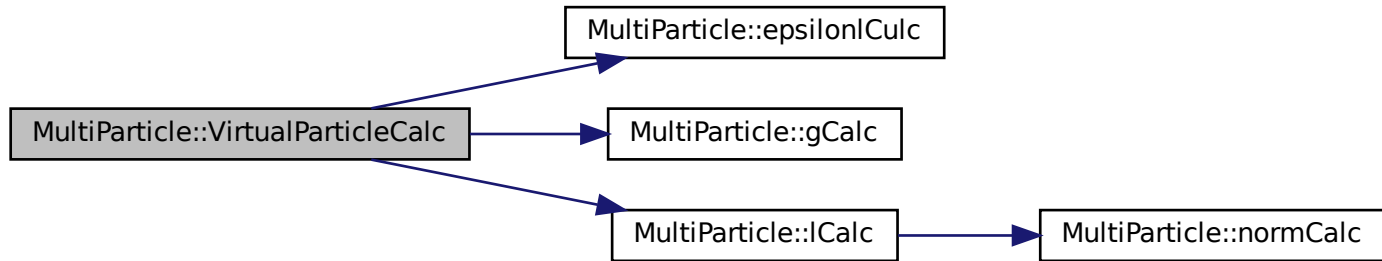 MultiParticle::epsilonlCulc
MultiParticle::VirtualParticleCalc
MultiParticle::gCalc
MultiParticle::lCalc
MultiParticle::normCalc